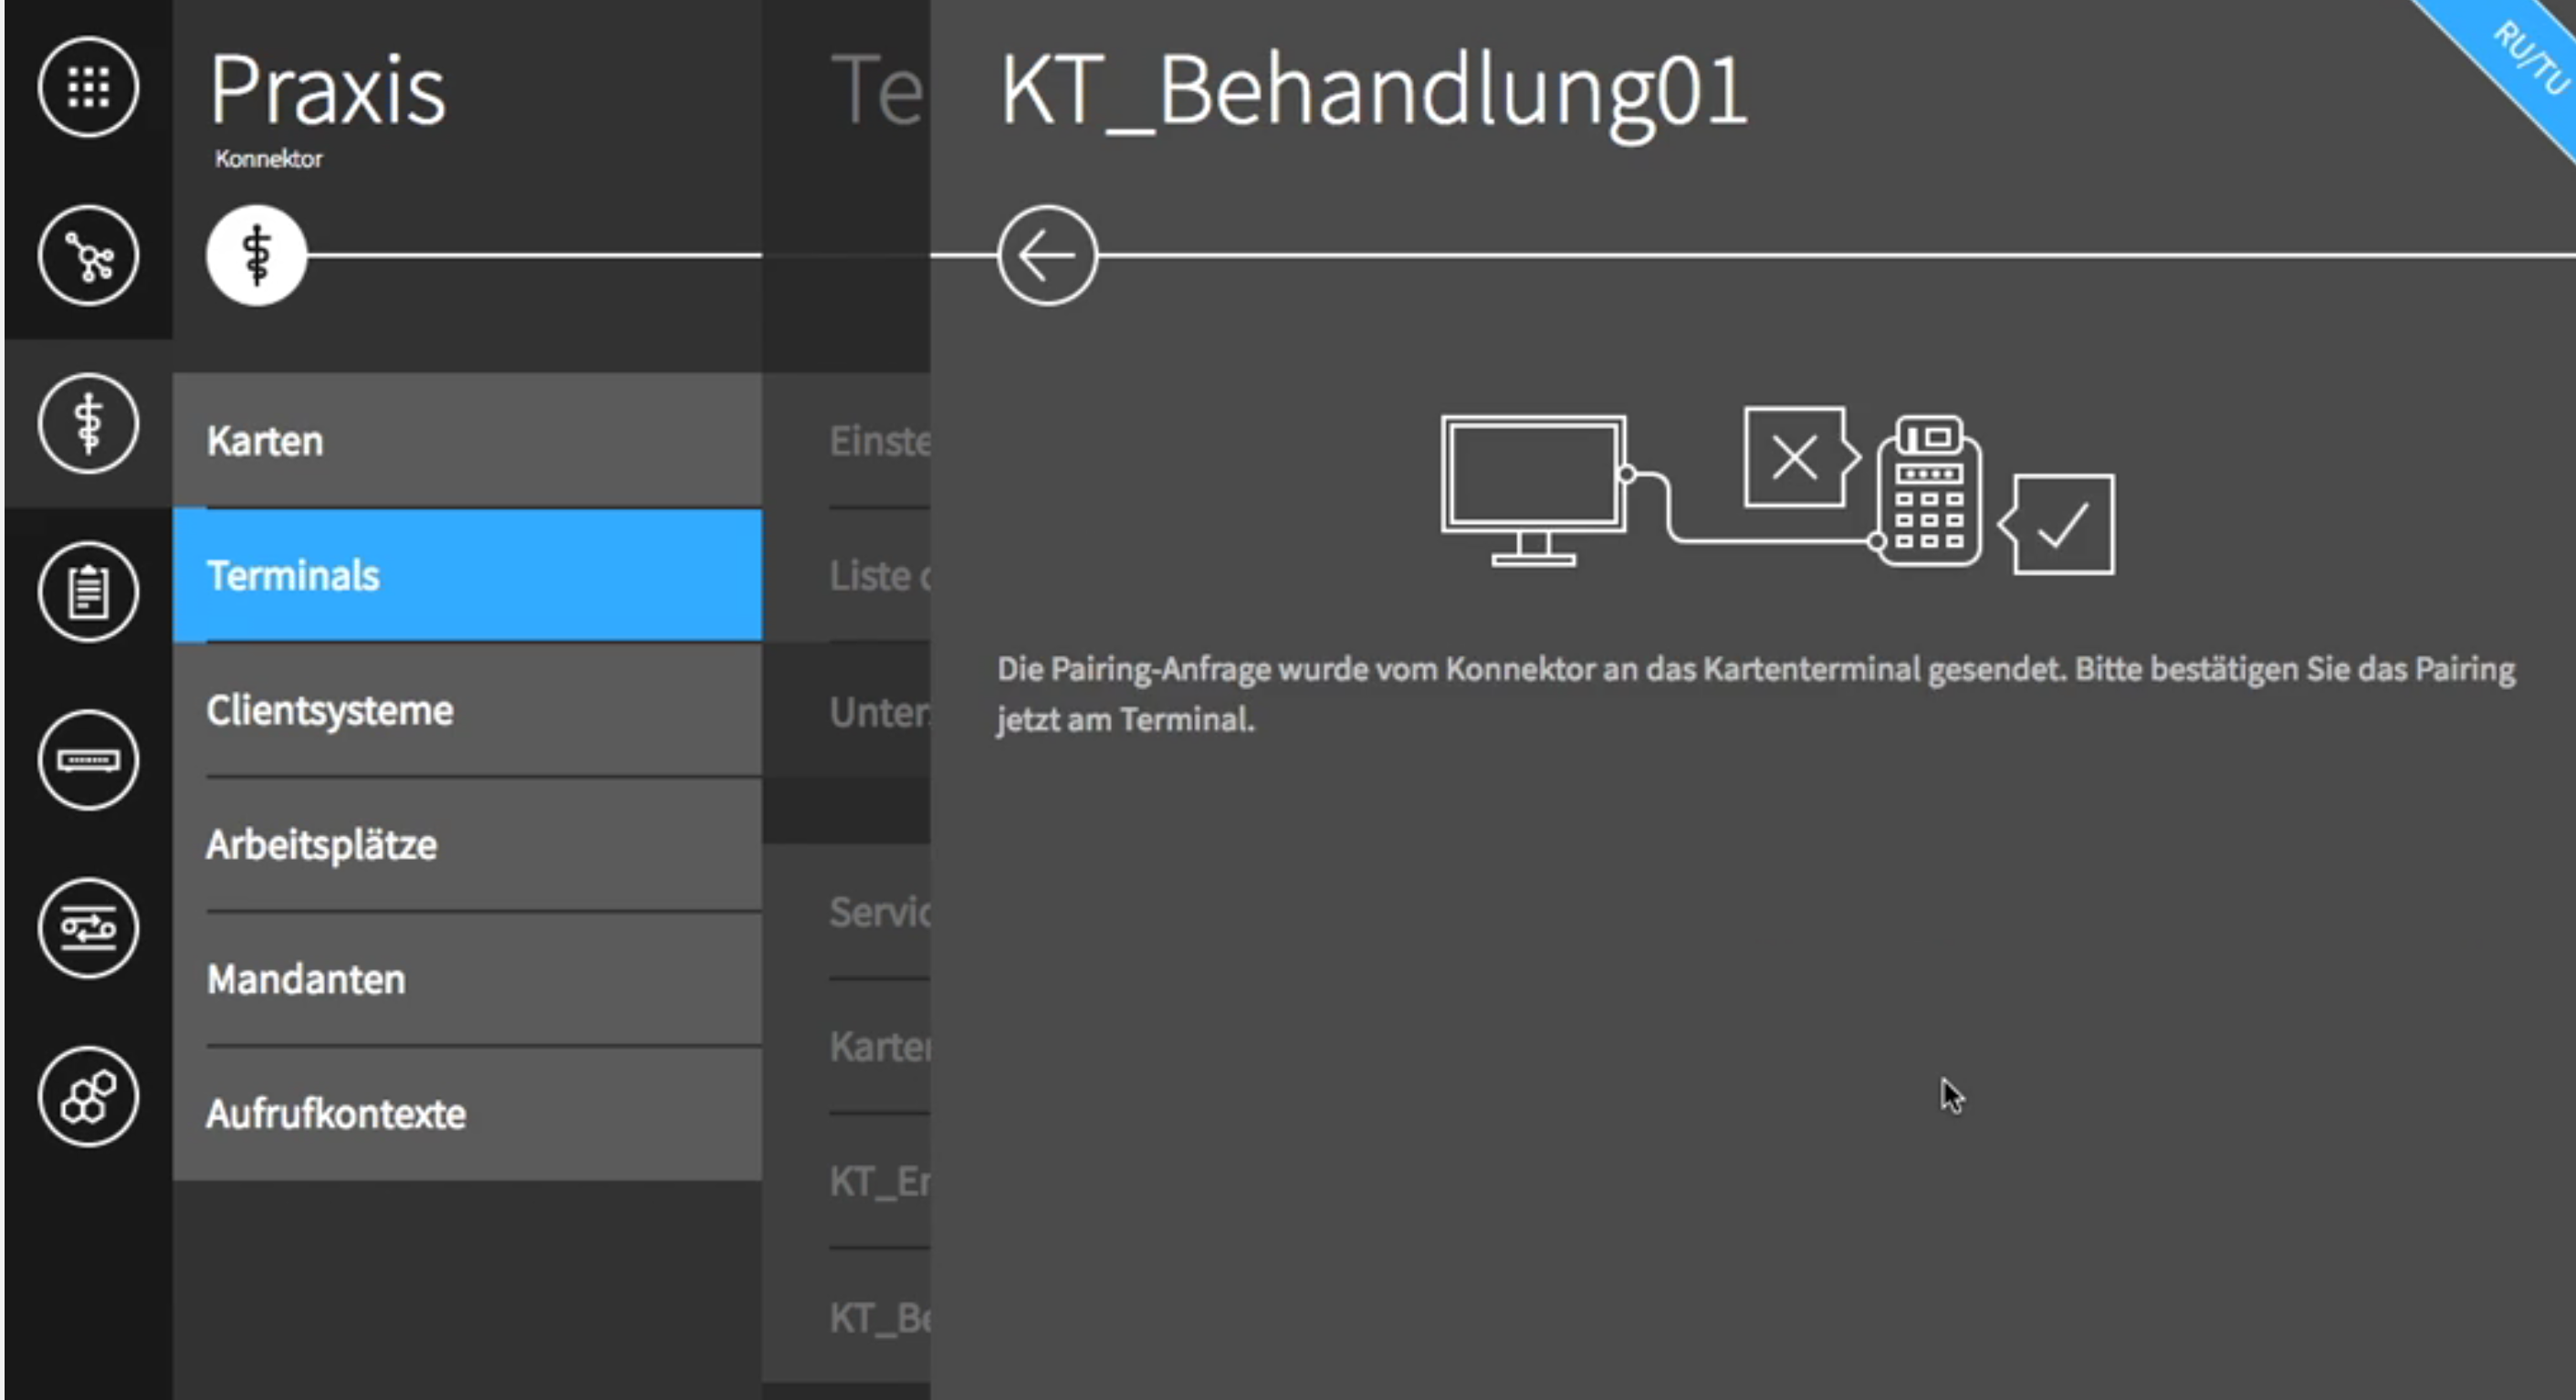 Praxis
Konnektor
Karten
Terminals
Clientsysteme
Arbeitsplätze
Mandanten
Aufrufkontexte
Te
Einste
Liste
Unter
Servic
Karter
KT_Er
KT_Be
KT_Behandlung01
RU/TU
Die Pairing-Anfrage wurde vom Konnektor an das Kartenterminal gesendet. Bitte bestätigen Sie das Pairing
jetzt am Terminal.